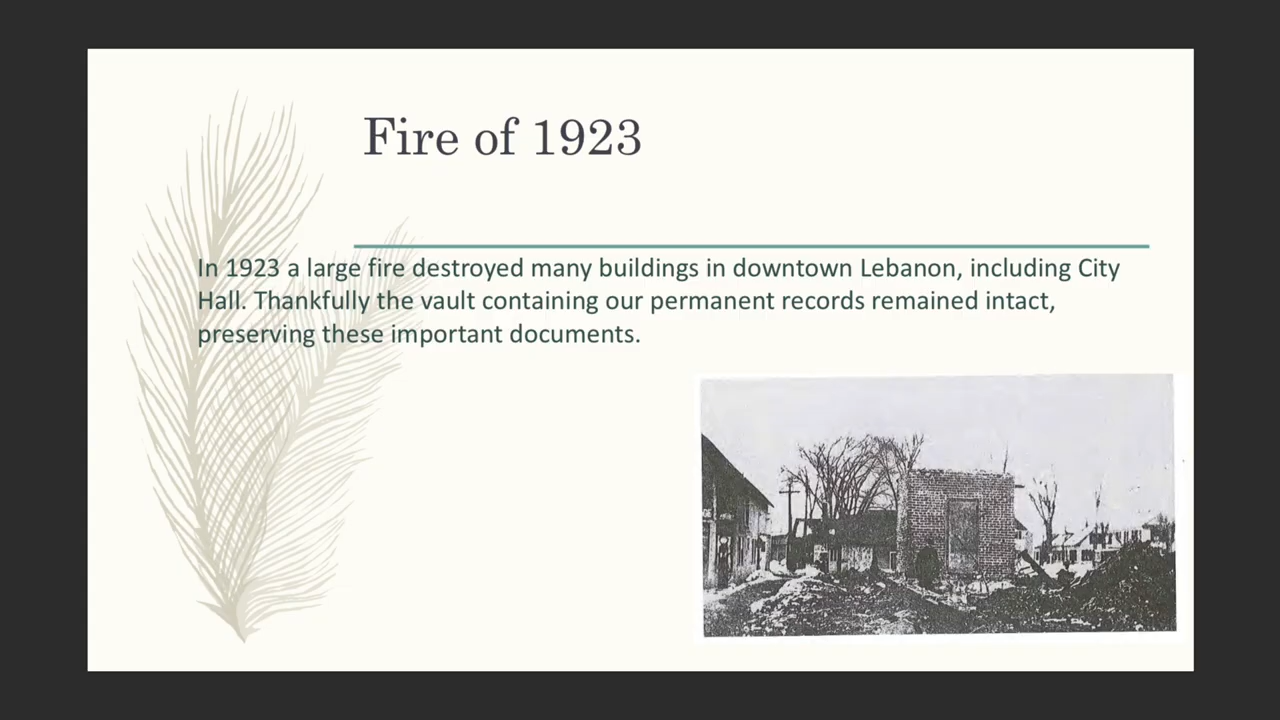 Fire of 1923
In 1923 a large fire destroyed many buildings in downtown Lebanon, including City
Hall. Thankfully the vault containing our permanent records remained intact,
preserving these important documents.